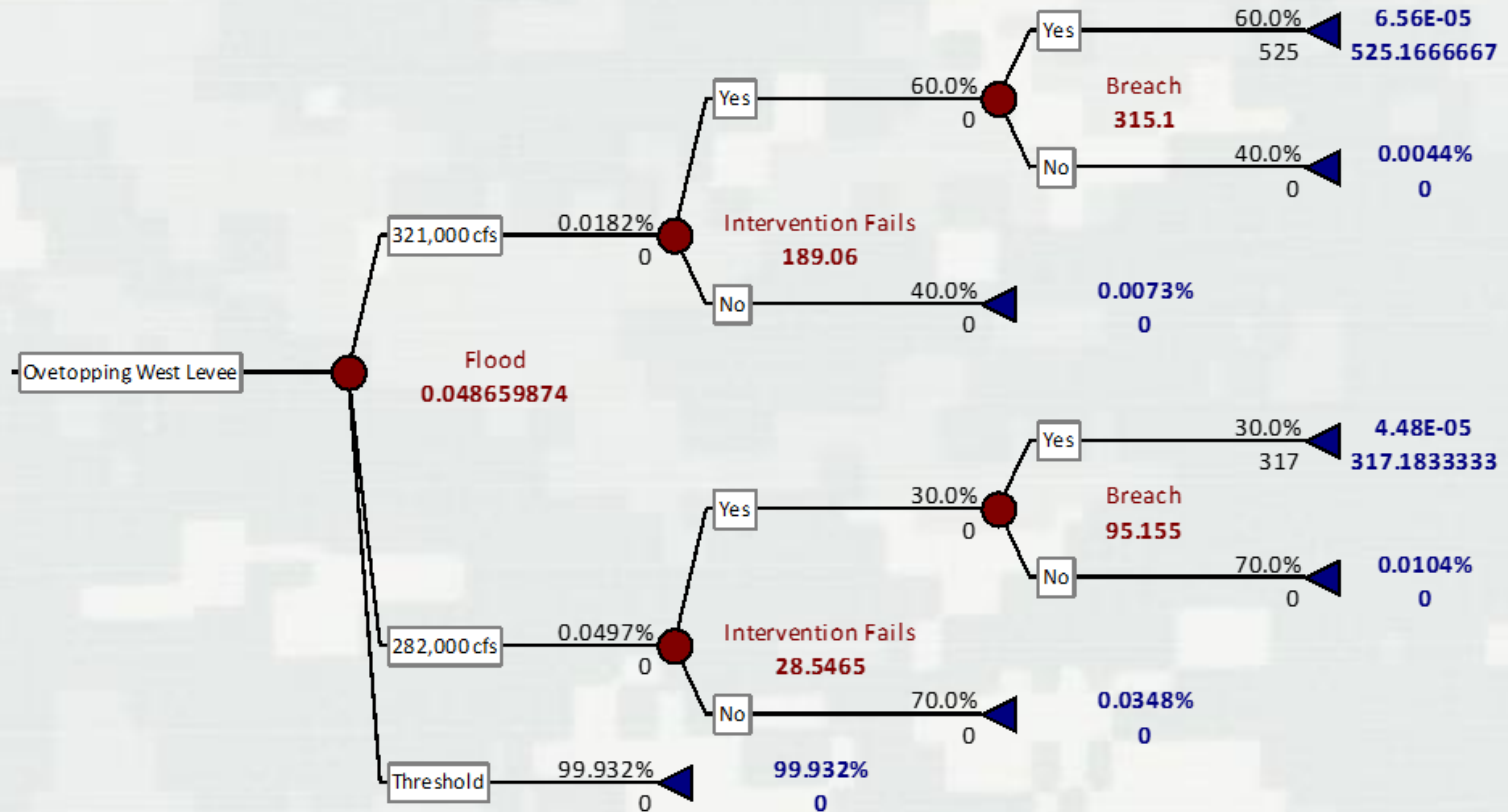 60.0%
6.56E-05
Yes
525
525.1666667
60.0%
Breach
Yes
0
315.1
40.0%
0.0044%
No
0
0
0.0182%
Intervention Fails
321,000 cfs
0
189.06
40.0%
0.0073%
No
0
0
Ovetopping West Levee
Flood
0.048659874
30.0%
4.48E-05
Yes
317
317.1833333
30.0%
Breach
Yes
0
95.155
70.0%
0.0104%
No
0
0
0.0497%
Intervention Fails
282,000 cfs
0
28.5465
70.0%
0.0348%
No
0
0
99.932%
99.932%
Threshold
0
0